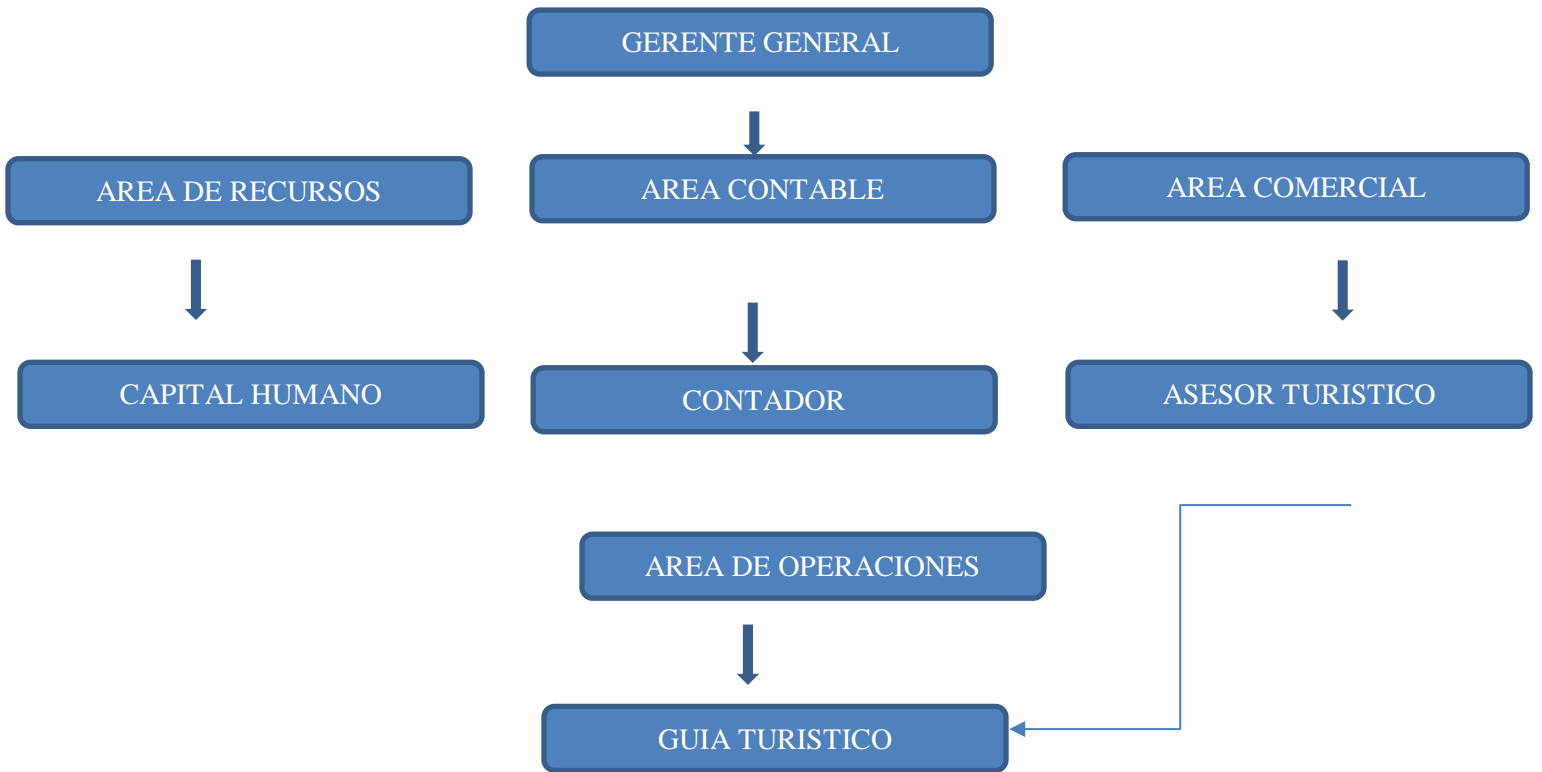 GERENTE GENERAL
AREA DE RECURSOS
AREA CONTABLE
AREA COMERCIAL
CAPITAL HUMANO
CONTADOR
ASESOR TURISTICO
AREA DE OPERACIONES
GUIA TURISTICO